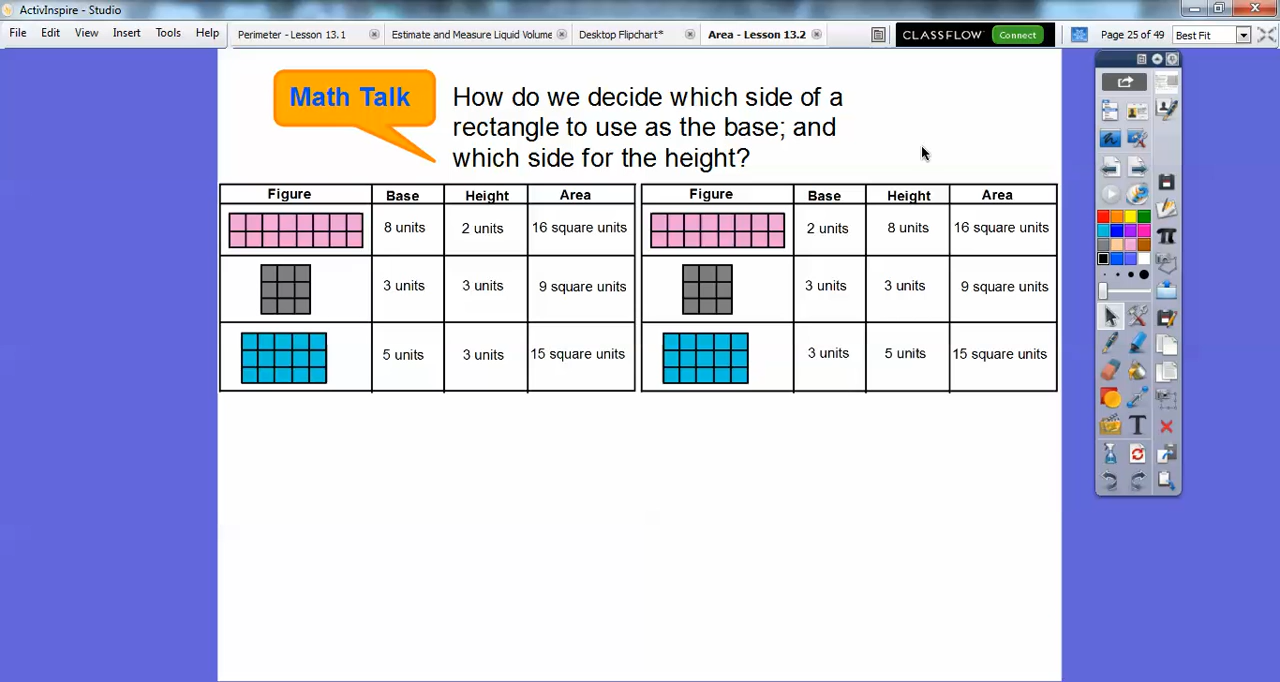 ActivInspire - Studio
File Edit View Insert Tools Help
Perimeter - Lesson 13.1 Estimate and Measure Liquid Volume Desktop Flipchart* Area - Lesson 13.2
CLASSFLOW Connect
Page 25 of 49 Best Fit
Math Talk
How do we decide which side of a
rectangle to use as the base; and
which side for the height?
Figure Base Height Area
8 units 2 units 16 square units
3 units 3 units 9 square units
5 units 3 units 15 square units
Figure Base Height Area
2 units 8 units 16 square units
3 units 3 units 9 square units
3 units 5 units 15 square units